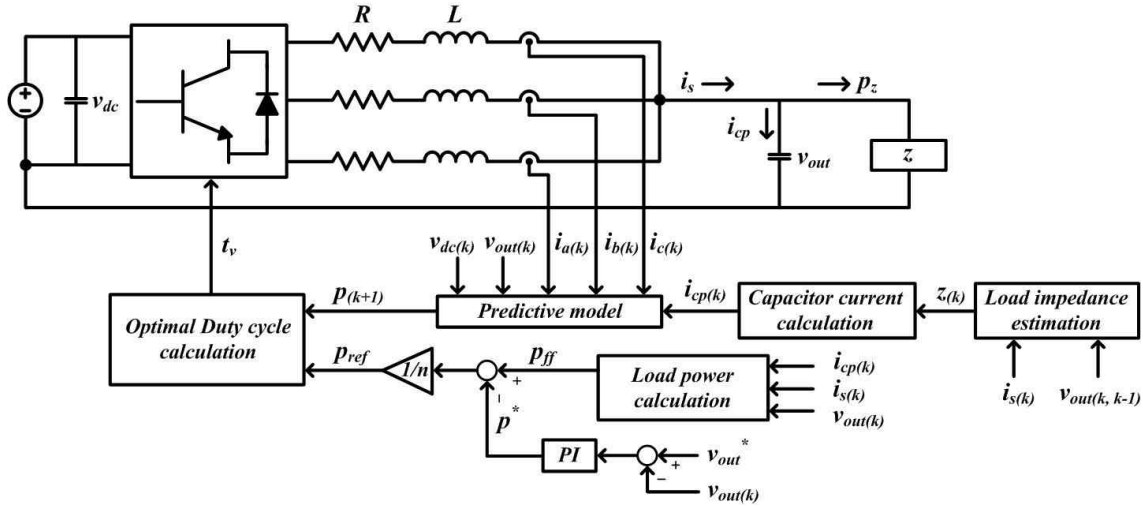 R L
+
−
v_dc
i_s p_z
i_cp
v_out
z
t_v
v_dc(k) v_out(k) i_a(k) i_b(k) i_c(k)
p_(k+1)
Predictive model
i_cp(k)
Capacitor current
calculation
z_(k)
Load impedance
estimation
i_s(k) v_out(k, k-1)
Optimal Duty cycle
calculation
p_ref
1/n
+
−
p_ff
Load power
calculation
i_cp(k)
i_s(k)
v_out(k)
p*
PI
+
−
v_out*
v_out(k)